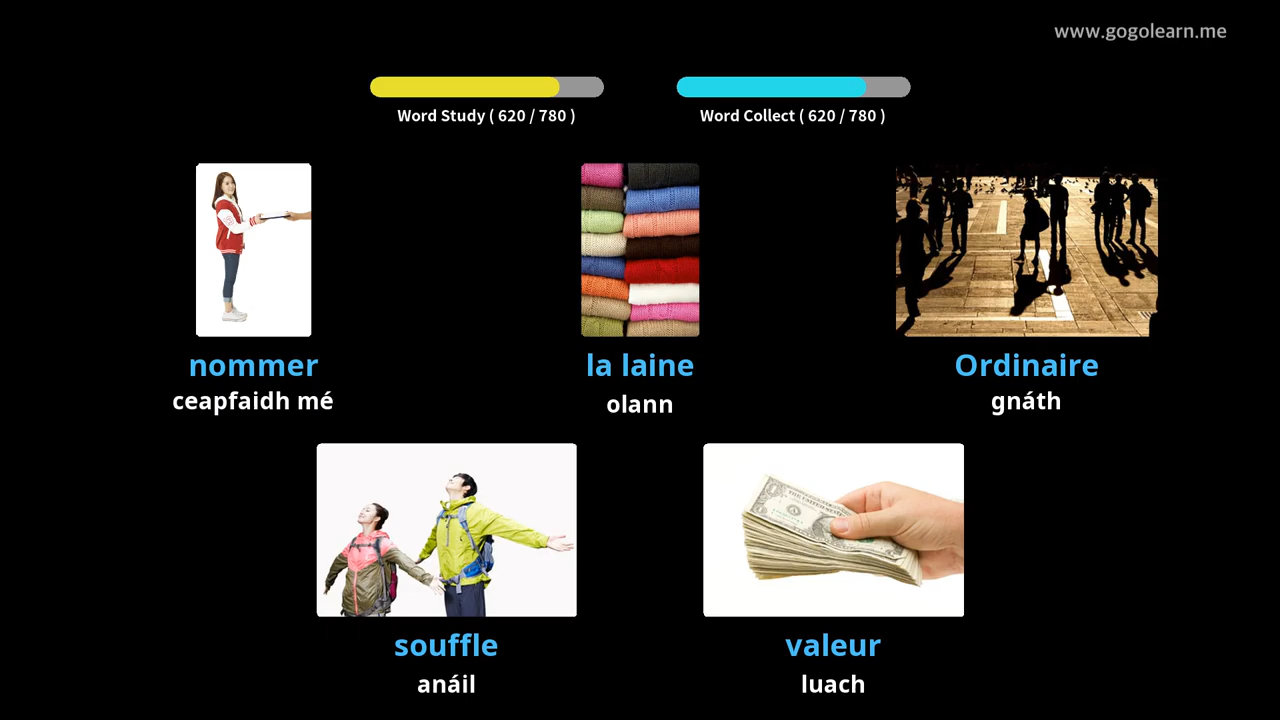 www.gogolearn.me
Word Study ( 620 / 780 )
Word Collect ( 620 / 780 )
nommer
ceapfaidh mé
la laine
olann
Ordinaire
gnáth
souffle
anáil
valeur
luach